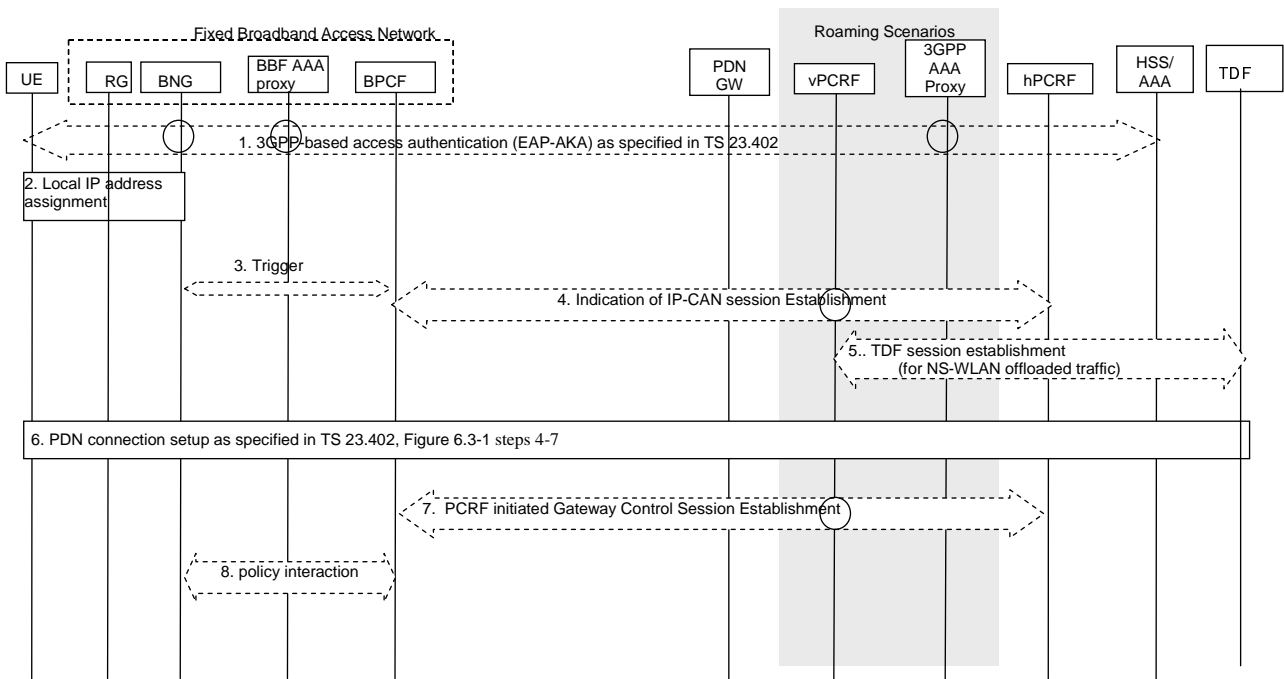 Fixed Broadband Access Network
Roaming Scenarios
UE
RG
BNG
BBF AAA
proxy
BPCF
PDN
GW
vPCRF
3GPP
AAA
Proxy
hPCRF
HSS/
AAA
TDF
1. 3GPP-based access authentication (EAP-AKA) as specified in TS 23.402
2. Local IP address
assignment
3. Trigger
4. Indication of IP-CAN session Establishment
5.. TDF session establishment
(for NS-WLAN offloaded traffic)
6. PDN connection setup as specified in TS 23.402, Figure 6.3-1 steps 4-7
7. PCRF initiated Gateway Control Session Establishment
8. policy interaction